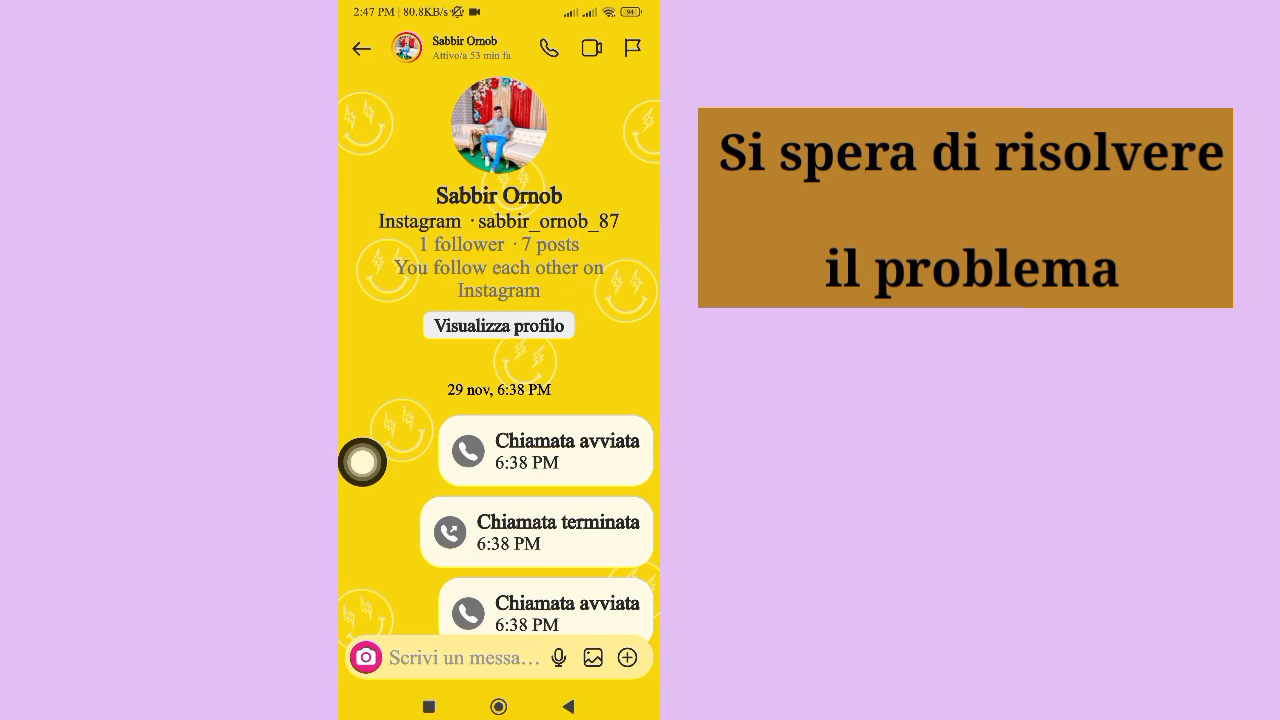 2:47 PM | 80.8KB/s
94
Sabbir Ornob
Attivo/a 53 min fa
Sabbir Ornob
Instagram · sabbir_ornob_87
1 follower · 7 posts
You follow each other on
Instagram
Visualizza profilo
29 nov, 6:38 PM
Chiamata avviata
6:38 PM
Chiamata terminata
6:38 PM
Chiamata avviata
6:38 PM
Scrivi un messa...
Si spera di risolvere
il problema